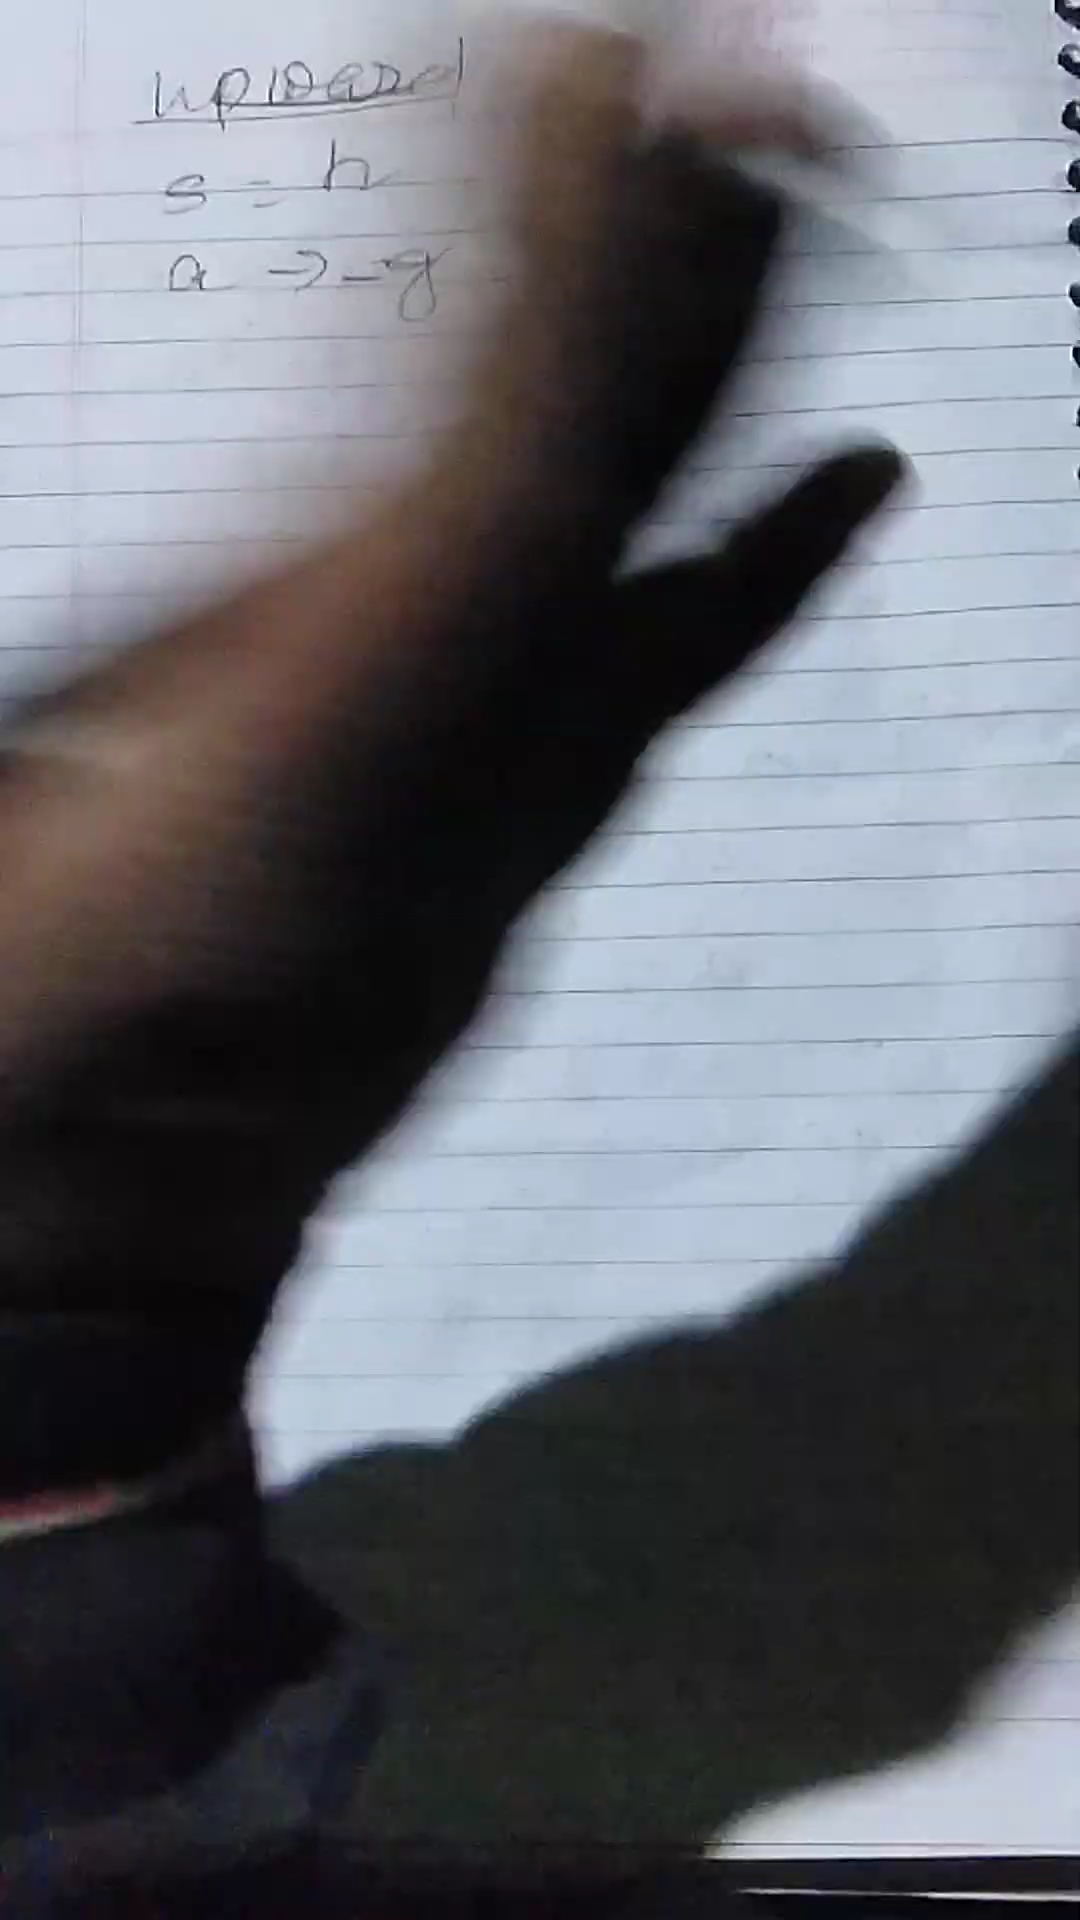 upward
s = h
a → -g